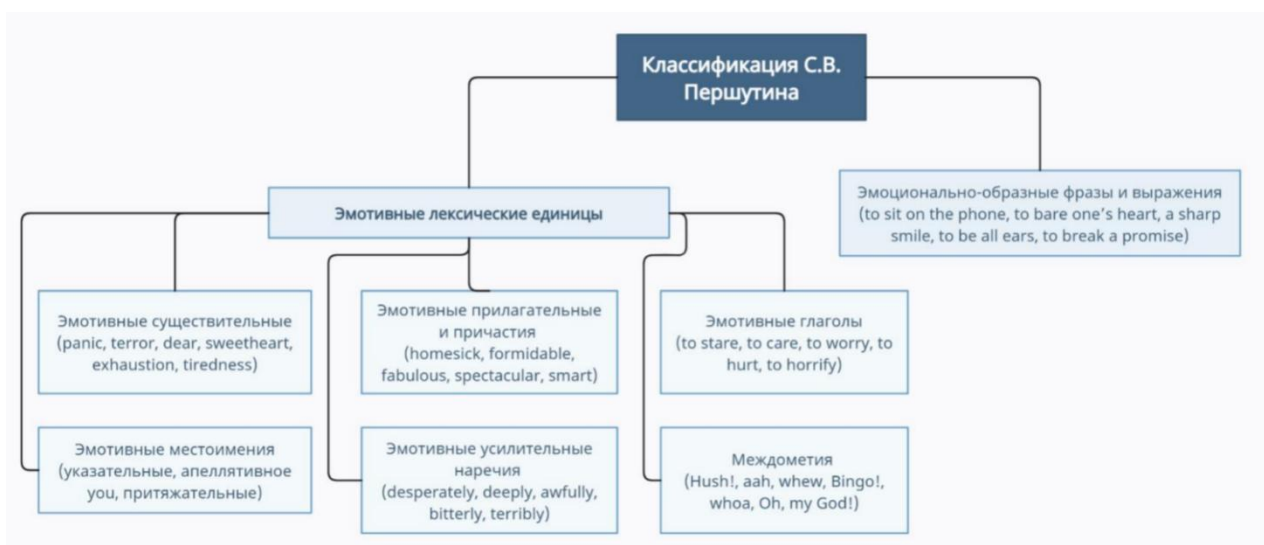 Классификация С.В.
Першутина
Эмотивные лексические единицы
Эмоционально-образные фразы и выражения
(to sit on the phone, to bare one's heart, a sharp
smile, to be all ears, to break a promise)
Эмотивные существительные
(panic, terror, dear, sweetheart,
exhaustion, tiredness)
Эмотивные прилагательные
и причастия
(homesick, formidable,
fabulous, spectacular, smart)
Эмотивные глаголы
(to stare, to care, to worry, to
hurt, to horrify)
Эмотивные местоимения
(указательные, апеллятивное
you, притяжательные)
Эмотивные усилительные
наречия
(desperately, deeply, awfully,
bitterly, terribly)
Междометия
(Hush!, aah, whew, Bingo!,
whoa, Oh, my God!)